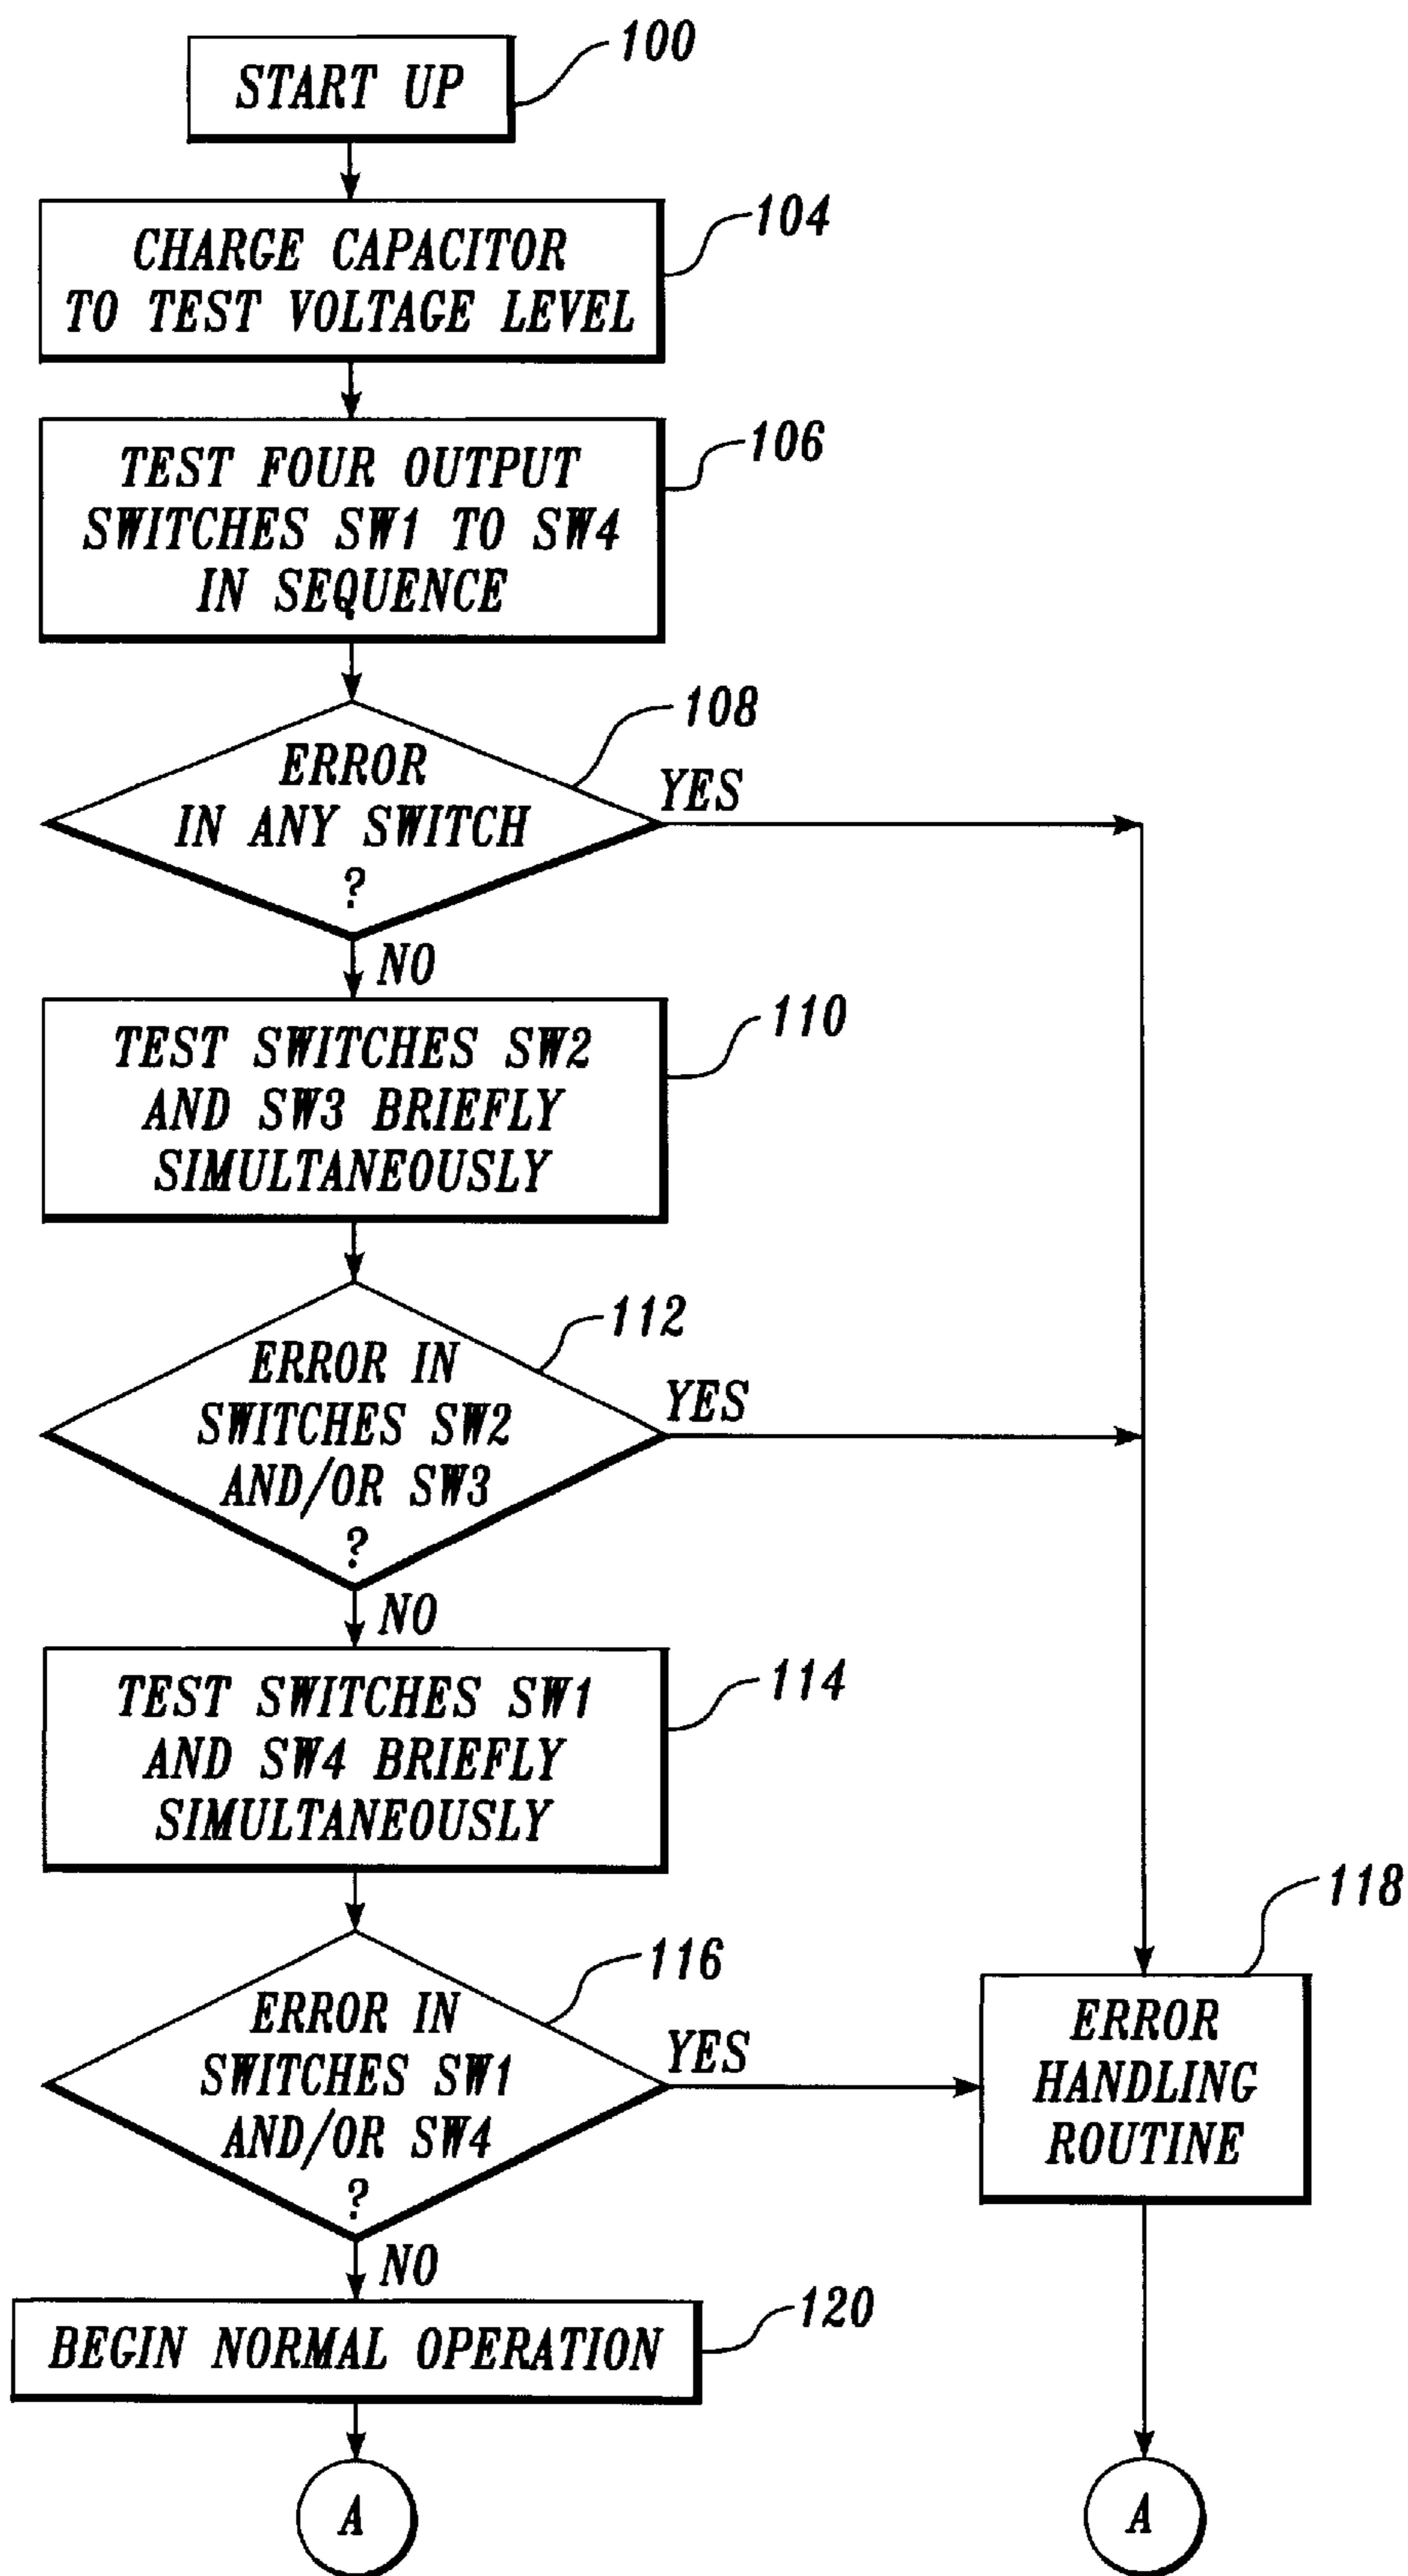 START UP
100
CHARGE CAPACITOR
TO TEST VOLTAGE LEVEL
104
TEST FOUR OUTPUT
SWITCHES SW1 TO SW4
IN SEQUENCE
106
ERROR
IN ANY SWITCH
?
108
YES
NO
TEST SWITCHES SW2
AND SW3 BRIEFLY
SIMULTANEOUSLY
110
ERROR IN
SWITCHES SW2
AND/OR SW3
?
112
YES
NO
TEST SWITCHES SW1
AND SW4 BRIEFLY
SIMULTANEOUSLY
114
ERROR IN
SWITCHES SW1
AND/OR SW4
?
116
YES
NO
ERROR
HANDLING
ROUTINE
118
BEGIN NORMAL OPERATION
120
A
A